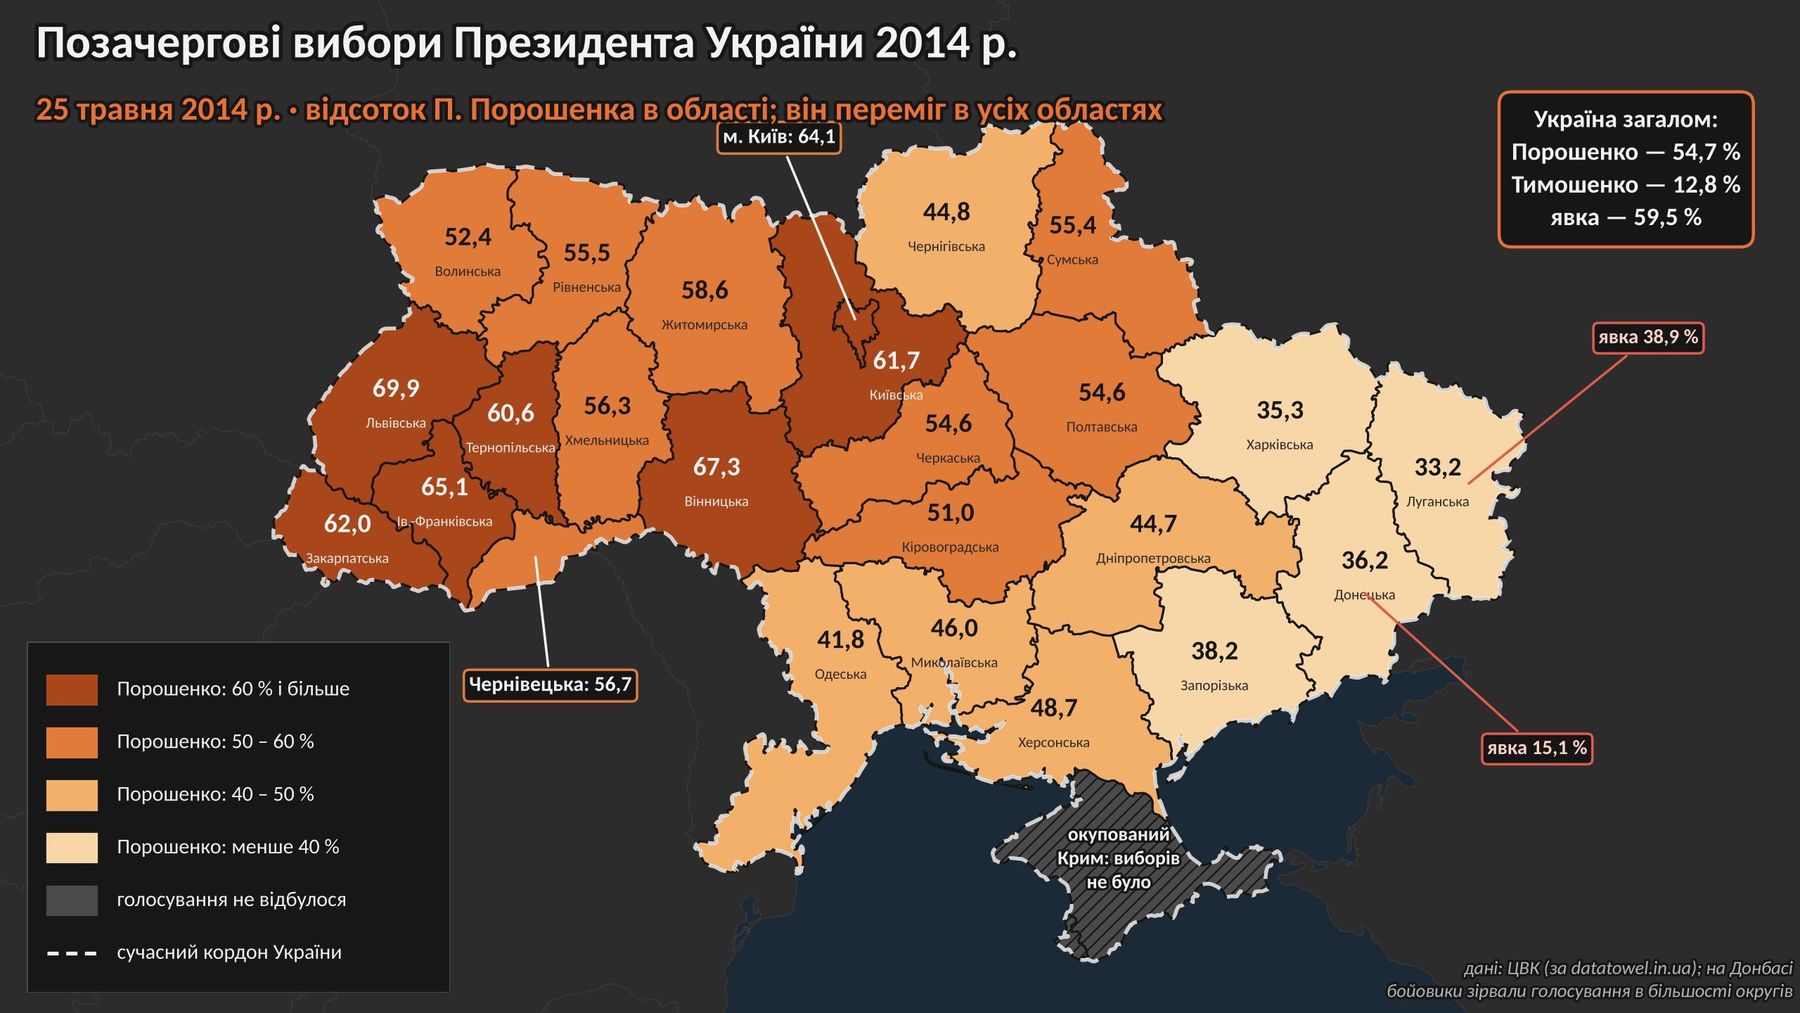 Позачергові вибори Президента України 2014 р.
25 травня 2014 р. · відсоток П. Порошенка в області; він переміг в усіх областях
Україна загалом:
Порошенко — 54,7 %
Тимошенко — 12,8 %
явка — 59,5 %
м. Київ: 64,1
44,8
Чернігівська
55,4
Сумська
52,4
Волинська
55,5
Рівненська
58,6
Житомирська
явка 38,9 %
61,7
Київська
69,9
Львівська
60,6
Тернопільська
56,3
Хмельницька
54,6
Черкаська
54,6
Полтавська
35,3
Харківська
33,2
Луганська
67,3
Вінницька
65,1
Ів.-Франківська
62,0
Закарпатська
51,0
Кіровоградська
44,7
Дніпропетровська
36,2
Донецька
41,8
Одеська
46,0
Миколаївська
38,2
Запорізька
48,7
Херсонська
Чернівецька: 56,7
явка 15,1 %
окупований
Крим: виборів
не було
Порошенко: 60 % і більше
Порошенко: 50 – 60 %
Порошенко: 40 – 50 %
Порошенко: менше 40 %
голосування не відбулося
сучасний кордон України
дані: ЦВК (за datatowel.in.ua); на Донбасі
бойовики зірвали голосування в більшості округів